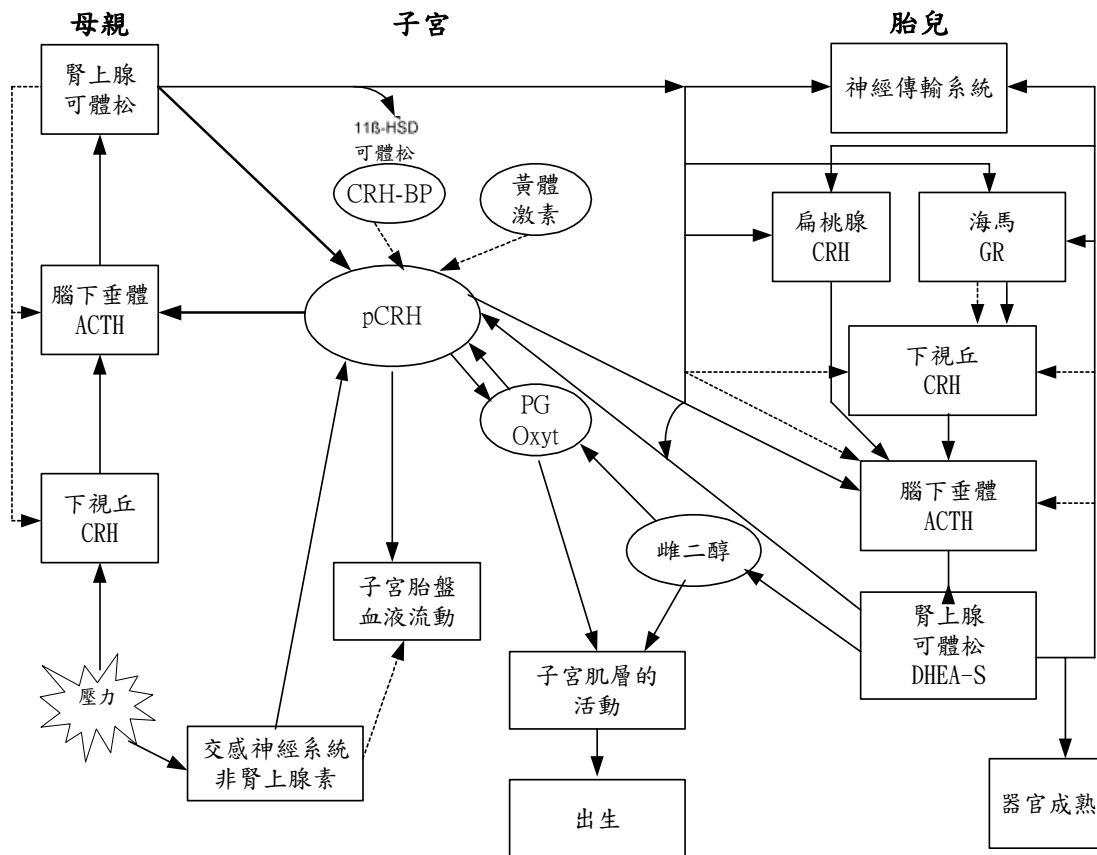 母親
子宮
胎兒
腎上腺
可體松
神經傳輸系統
11ß-HSD
可體松
CRH-BP
黃體
激素
扁桃腺
CRH
海馬
GR
腦下垂體
ACTH
pCRH
下視丘
CRH
PG
Oxyt
腦下垂體
ACTH
下視丘
CRH
雌二醇
子宮胎盤
血液流動
腎上腺
可體松
DHEA-S
子宮肌層的
活動
壓力
交感神經系統
非腎上腺素
器官成熟
出生